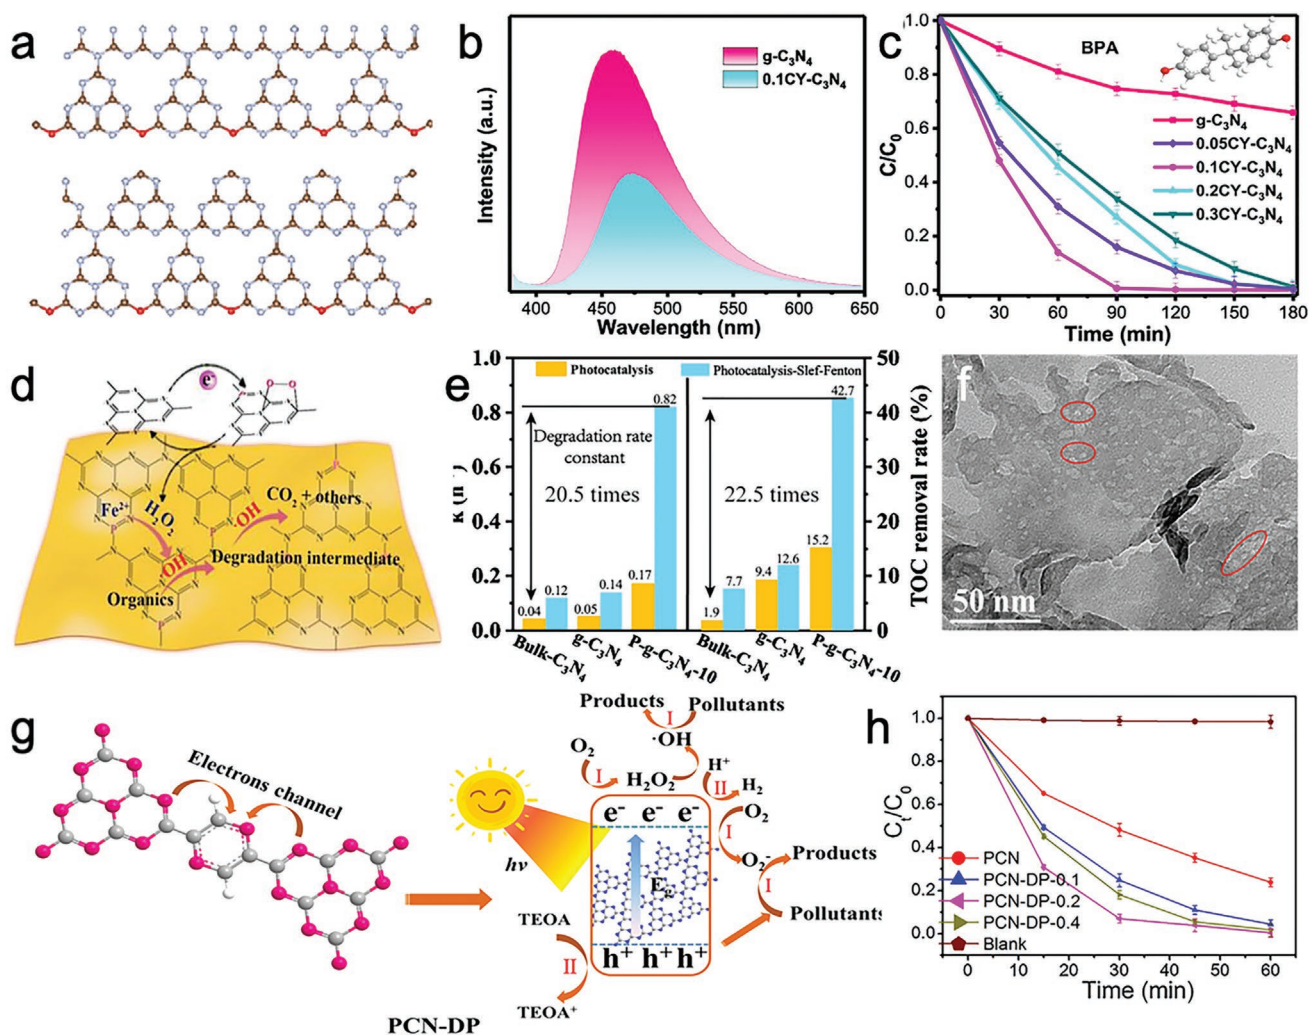 a
b
g-C₃N₄
0.1CY-C₃N₄
Intensity (a.u.)
400 450 500 550 600 650
Wavelength (nm)
c
BPA
g-C₃N₄
0.05CY-C₃N₄
0.1CY-C₃N₄
0.2CY-C₃N₄
0.3CY-C₃N₄
C/C₀
1.0
0.8
0.6
0.4
0.2
0.0
0 30 60 90 120 150 180
Time (min)
d
e⁻
Fe²⁺
H₂O₂
·OH
CO₂ + others
·OH
Degradation intermediate
Organics
e
Photocatalysis
Photocatalysis-Slef-Fenton
1.0
0.8
0.6
0.4
0.2
0.0
Degradation rate
constant
20.5 times
22.5 times
0.04 0.12 0.05 0.14 0.17 0.82
1.9 7.7 9.4 12.6 15.2 42.7
50
40
30
20
10
0
TOC removal rate (%)
Bulk-C₃N₄ g-C₃N₄ P-g-C₃N₄-10
Bulk-C₃N₄ g-C₃N₄ P-g-C₃N₄-10
f
50 nm
g
Electrons channel
PCN-DP
Products Pollutants
I
·OH
O₂
I
H₂O₂
H⁺
II
H₂
e⁻ e⁻ e⁻
O₂
I
O₂⁻
Products
I
Pollutants
hν
E₉
TEOA
II
TEOA⁺
h⁺ h⁺ h⁺
h
Cₜ/C₀
1.0
0.8
0.6
0.4
0.2
0.0
PCN
PCN-DP-0.1
PCN-DP-0.2
PCN-DP-0.4
Blank
0 10 20 30 40 50 60
Time (min)